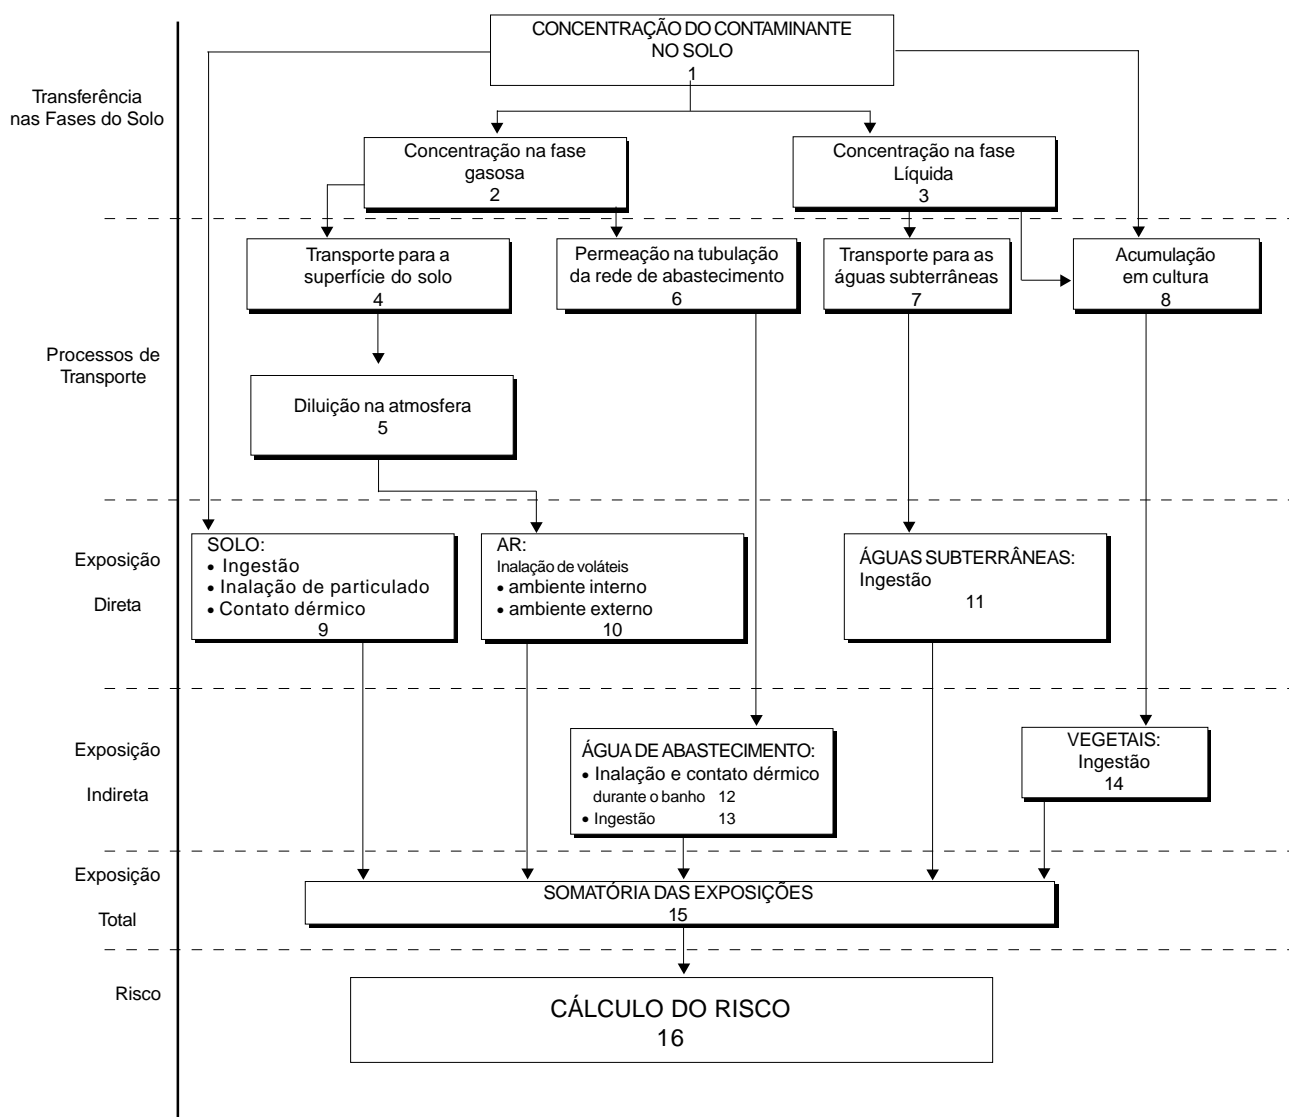 CONCENTRAÇÃO DO CONTAMINANTE
NO SOLO
1
Transferência
nas Fases do Solo
Concentração na fase
gasosa
2
Concentração na fase
Líquida
3
Transporte para a
superfície do solo
4
Permeação na tubulação
da rede de abastecimento
6
Transporte para as
águas subterrâneas
7
Acumulação
em cultura
8
Processos de
Transporte
Diluição na atmosfera
5
Exposição
Direta
SOLO:
• Ingestão
• Inalação de particulado
• Contato dérmico
9
AR:
Inalação de voláteis
• ambiente interno
• ambiente externo
10
ÁGUAS SUBTERRÂNEAS:
Ingestão
11
Exposição
Indireta
ÁGUA DE ABASTECIMENTO:
• Inalação e contato dérmico
durante o banho 12
• Ingestão 13
VEGETAIS:
Ingestão
14
Exposição
Total
SOMATÓRIA DAS EXPOSIÇÕES
15
Risco
CÁLCULO DO RISCO
16